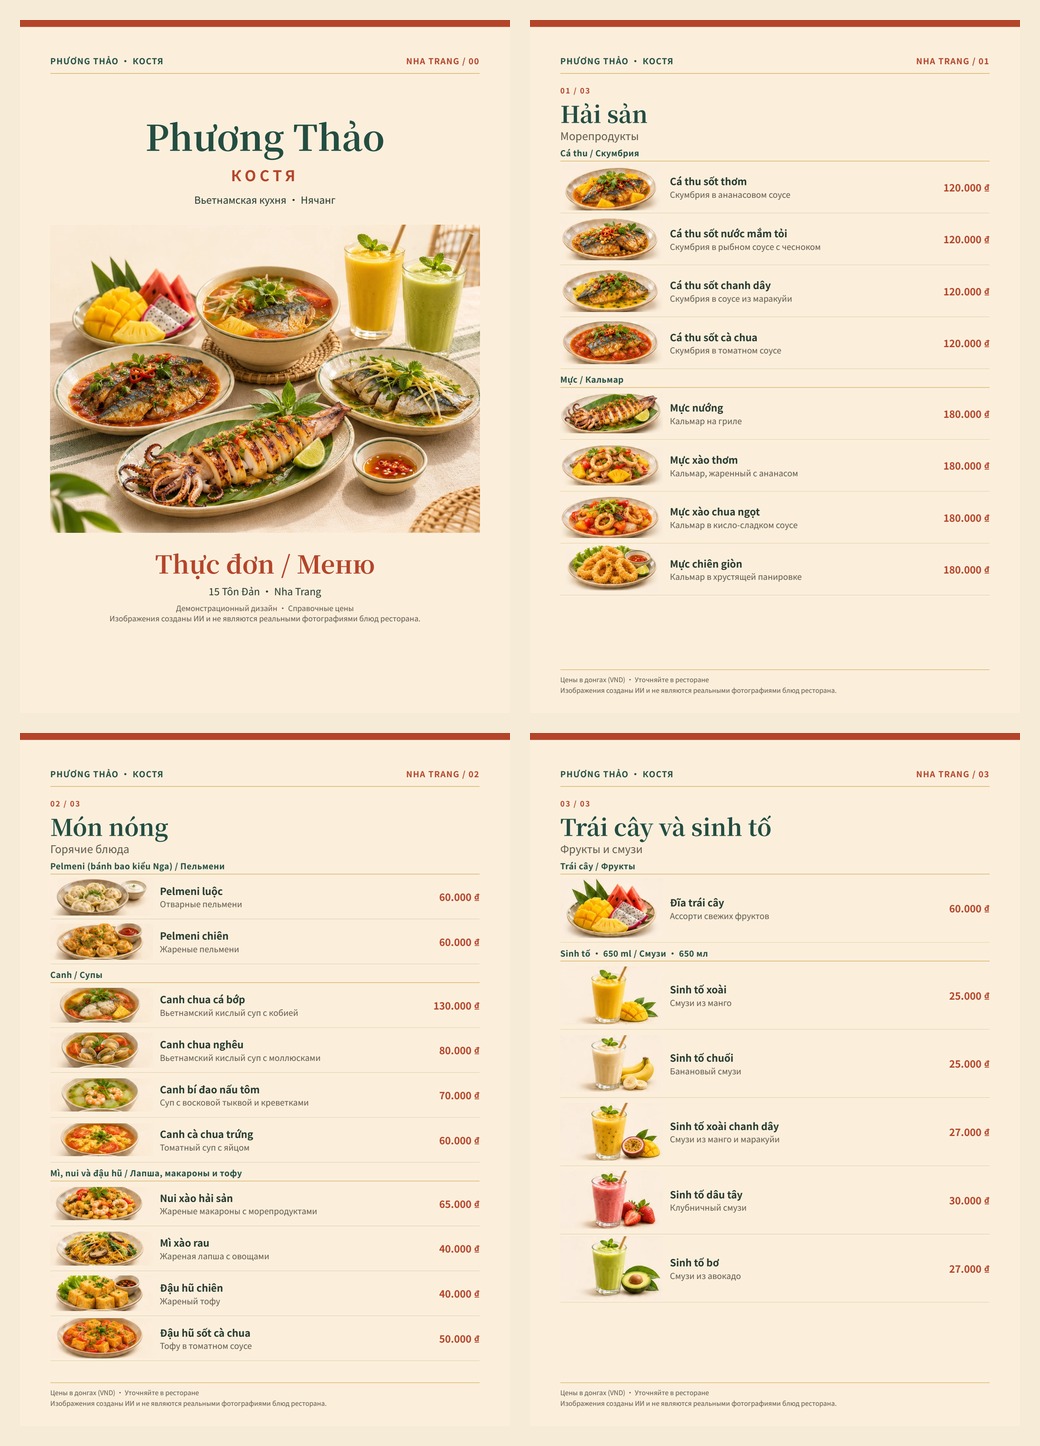 PHƯƠNG THẢO • КОСТЯ
NHA TRANG / 00
Phương Thảo
КОСТЯ
Вьетнамская кухня • Нячанг
Thực đơn / Меню
15 Tôn Đản • Nha Trang
Демонстрационный дизайн • Справочные цены
Изображения созданы ИИ и не являются реальными фотографиями блюд ресторана.
PHƯƠNG THẢO • КОСТЯ
NHA TRANG / 01
01 / 03
Hải sản
Морепродукты
Cá thu / Скумбрия
Cá thu sốt thơm
Скумбрия в ананасовом соусе
120.000 ₫
Cá thu sốt nước mắm tỏi
Скумбрия в рыбном соусе с чесноком
120.000 ₫
Cá thu sốt chanh dây
Скумбрия в соусе из маракуйи
120.000 ₫
Cá thu sốt cà chua
Скумбрия в томатном соусе
120.000 ₫
Mực / Кальмар
Mực nướng
Кальмар на гриле
180.000 ₫
Mực xào thơm
Кальмар, жаренный с ананасом
180.000 ₫
Mực xào chua ngọt
Кальмар в кисло-сладком соусе
180.000 ₫
Mực chiên giòn
Кальмар в хрустящей панировке
180.000 ₫
Цены в донгах (VND) • Уточняйте в ресторане
Изображения созданы ИИ и не являются реальными фотографиями блюд ресторана.
PHƯƠNG THẢO • КОСТЯ
NHA TRANG / 02
02 / 03
Món nóng
Горячие блюда
Pelmeni (bánh bao kiểu Nga) / Пельмени
Pelmeni luộc
Отварные пельмени
60.000 ₫
Pelmeni chiên
Жареные пельмени
60.000 ₫
Canh / Супы
Canh chua cá bớp
Вьетнамский кислый суп с кобией
130.000 ₫
Canh chua nghêu
Вьетнамский кислый суп с моллюсками
80.000 ₫
Canh bí đao nấu tôm
Суп с восковой тыквой и креветками
70.000 ₫
Canh cà chua trứng
Томатный суп с яйцом
60.000 ₫
Mì, nui và đậu hũ / Лапша, макароны и тофу
Nui xào hải sản
Жареные макароны с морепродуктами
65.000 ₫
Mì xào rau
Жареная лапша с овощами
40.000 ₫
Đậu hũ chiên
Жареный тофу
40.000 ₫
Đậu hũ sốt cà chua
Тофу в томатном соусе
50.000 ₫
Цены в донгах (VND) • Уточняйте в ресторане
Изображения созданы ИИ и не являются реальными фотографиями блюд ресторана.
PHƯƠNG THẢO • КОСТЯ
NHA TRANG / 03
03 / 03
Trái cây và sinh tố
Фрукты и смузи
Trái cây / Фрукты
Đĩa trái cây
Ассорти свежих фруктов
60.000 ₫
Sinh tố • 650 ml / Смузи • 650 мл
Sinh tố xoài
Смузи из манго
25.000 ₫
Sinh tố chuối
Банановый смузи
25.000 ₫
Sinh tố xoài chanh dây
Смузи из манго и маракуйи
27.000 ₫
Sinh tố dâu tây
Клубничный смузи
30.000 ₫
Sinh tố bơ
Смузи из авокадо
27.000 ₫
Цены в донгах (VND) • Уточняйте в ресторане
Изображения созданы ИИ и не являются реальными фотографиями блюд ресторана.